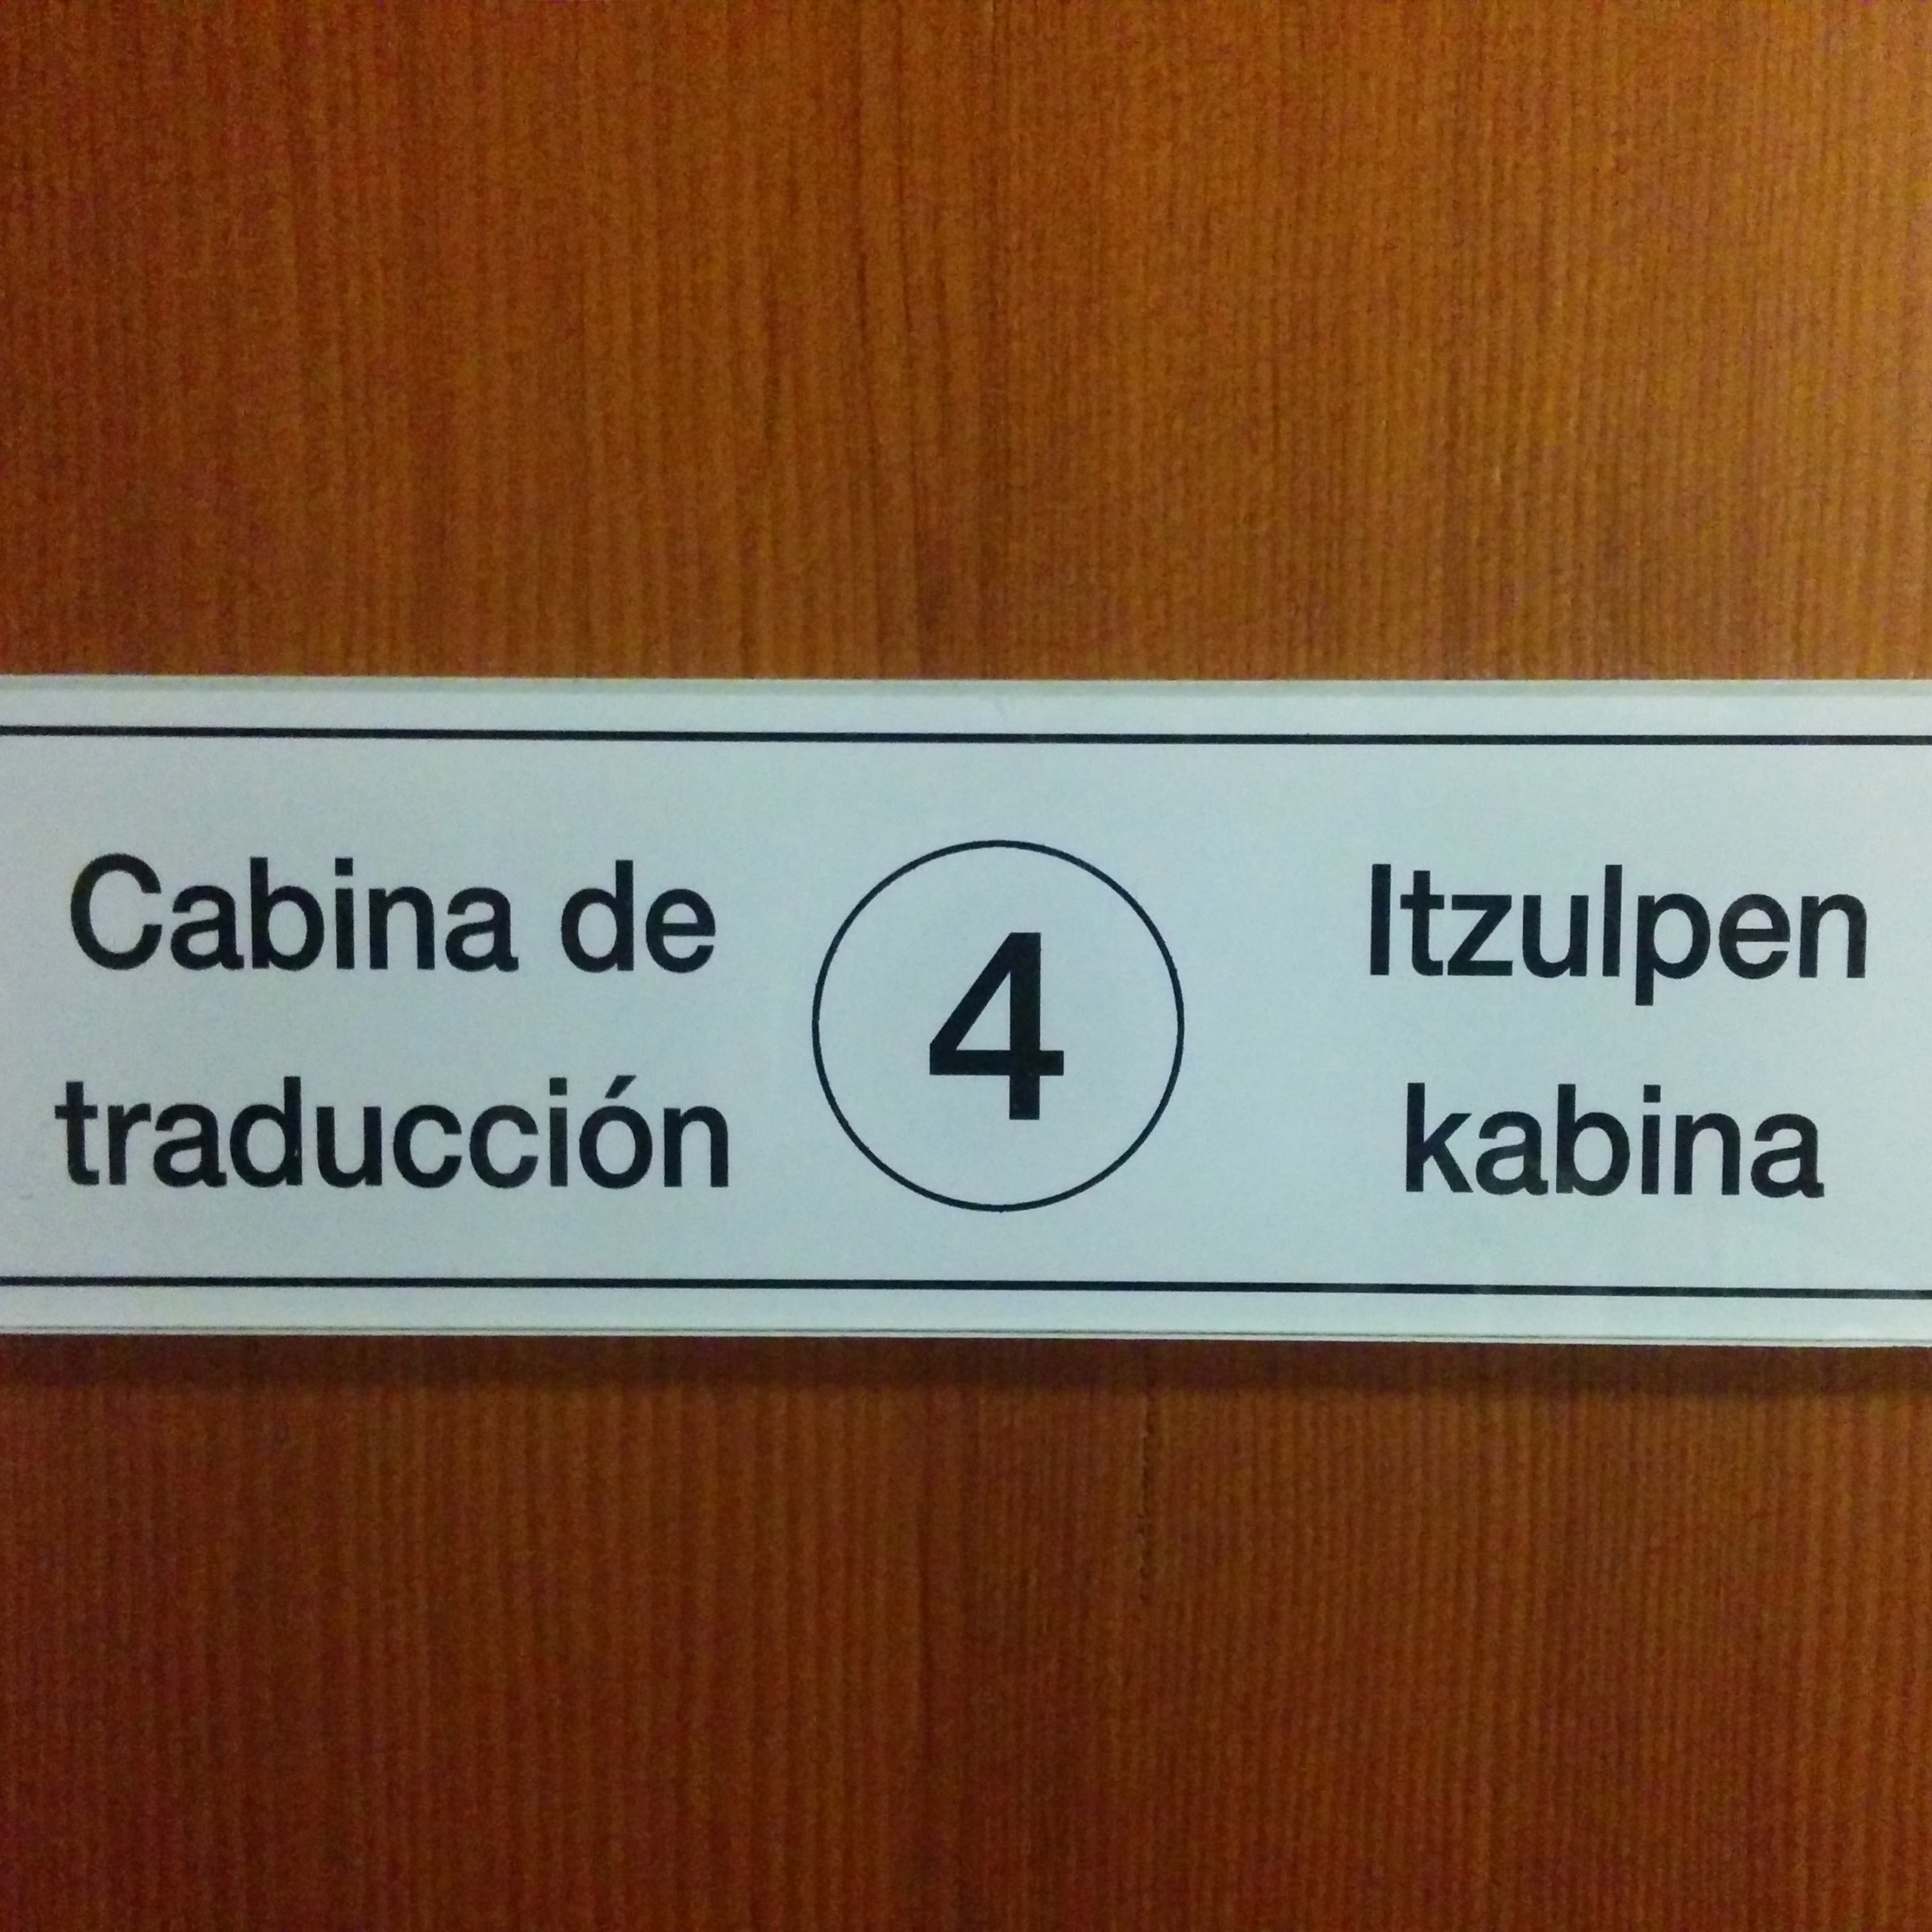 Cabina de
traducción
4
Itzulpen
kabina